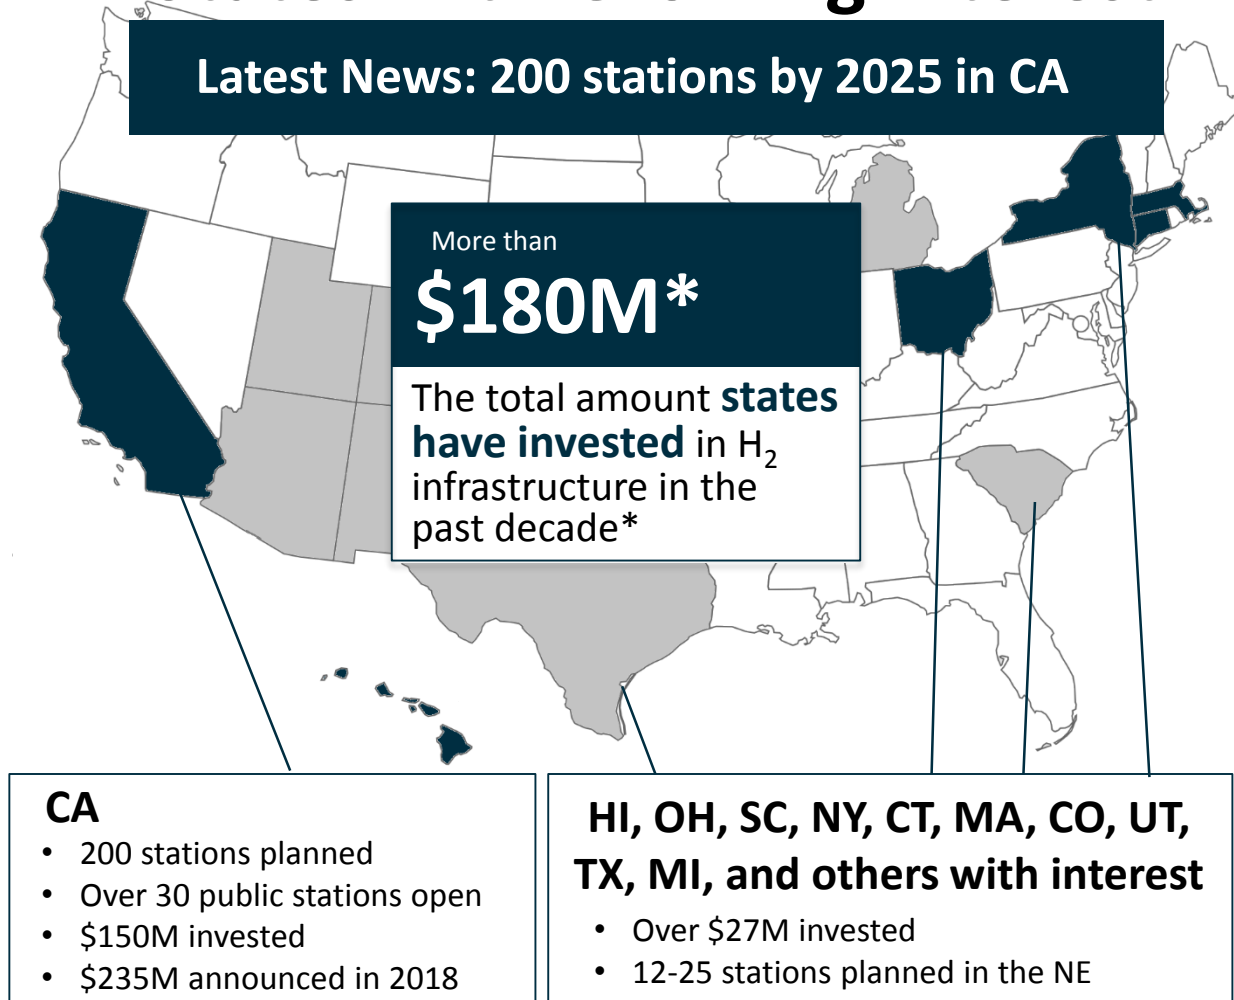 Latest News: 200 stations by 2025 in CA
More than
$180M*
The total amount states
have invested in H2
infrastructure in the
past decade*
CA
• 200 stations planned
• Over 30 public stations open
• $150M invested
• $235M announced in 2018
HI, OH, SC, NY, CT, MA, CO, UT,
TX, MI, and others with interest
• Over $27M invested
• 12-25 stations planned in the NE